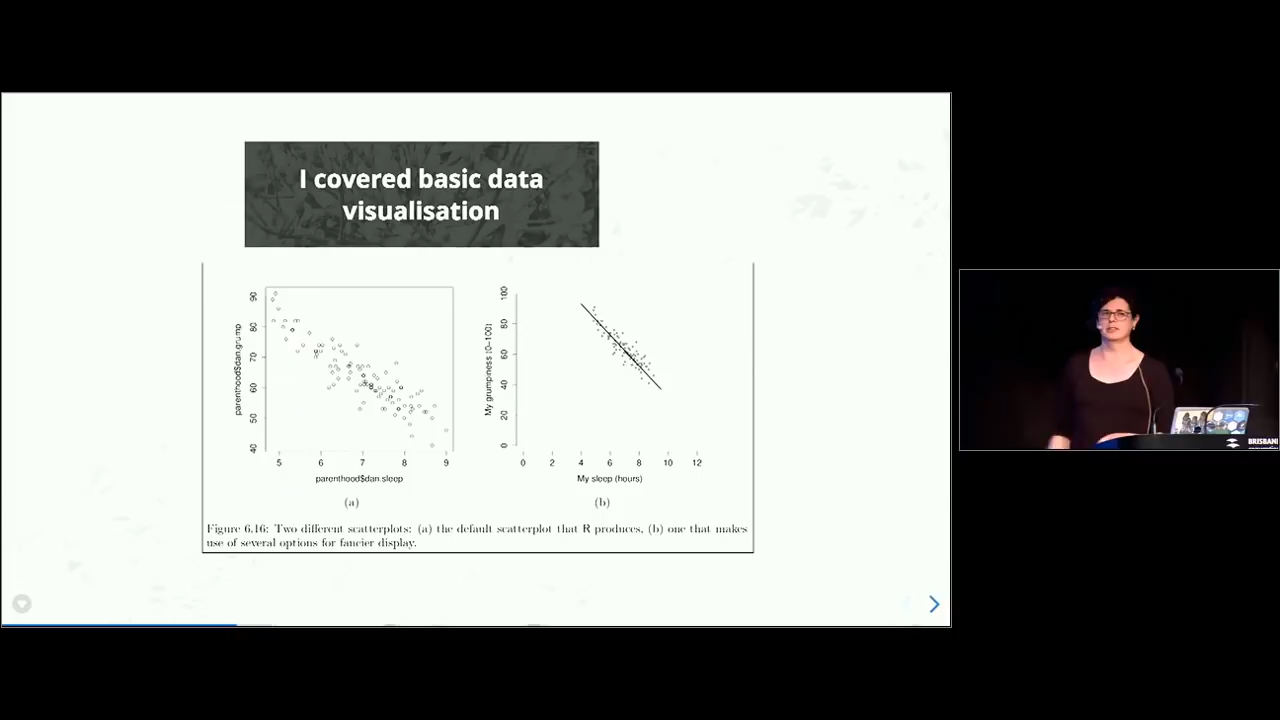 I covered basic data
visualisation
parenthood$dan.grump
40 50 60 70 80 90
5 6 7 8 9
parenthood$dan.sleep
(a)
My grumpiness (0-100)
0 20 40 60 80 100
0 2 4 6 8 10 12
My sleep (hours)
(b)
Figure 6.16: Two different scatterplots: (a) the default scatterplot that R produces, (b) one that makes
use of several options for fancier display.
BRISBAN